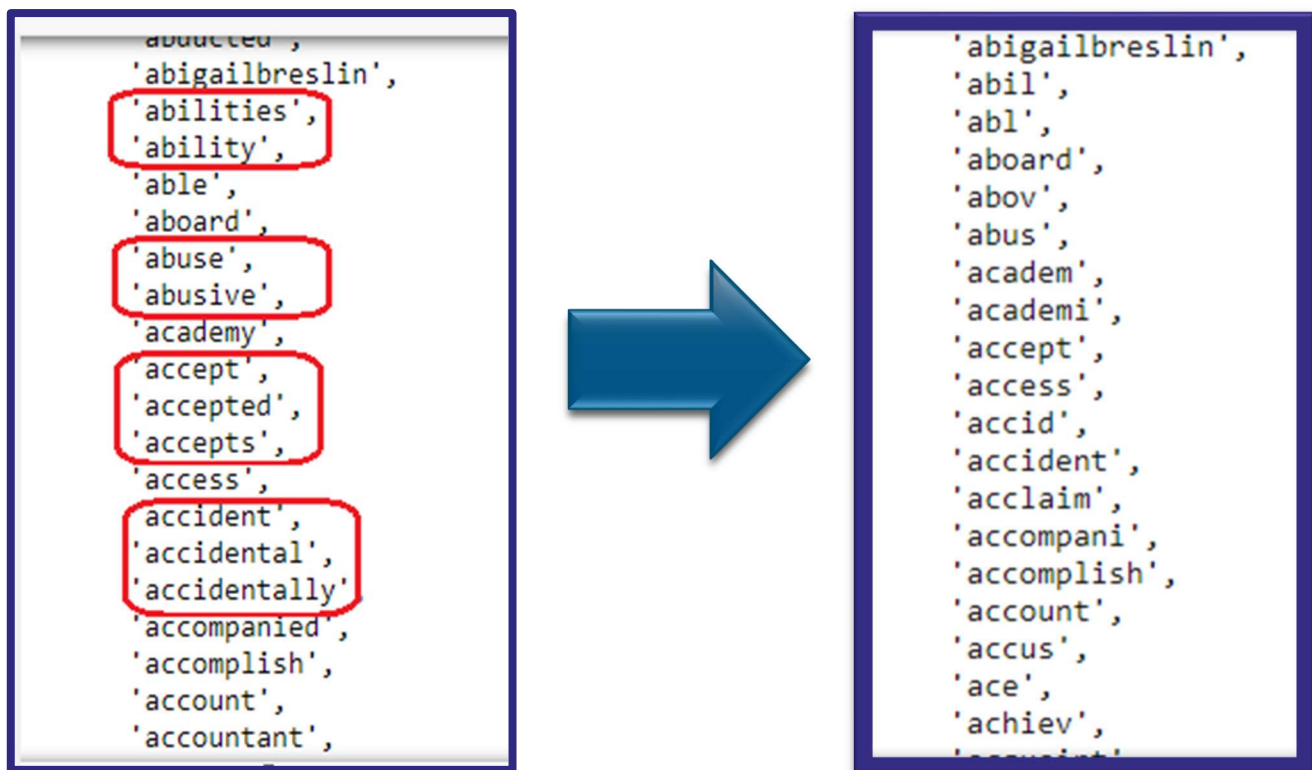 abducted',
'abigailbreslin',
'abilities',
'ability',
'able',
'aboard',
'abuse',
'abusive',
'academy',
'accept',
'accepted',
'accepts',
'access',
'accident',
'accidental',
'accidentally'
'accompanied',
'accomplish',
'account',
'accountant',
'abigailbreslin',
'abil',
'abl',
'aboard',
'abov',
'abus',
'academ',
'academi',
'accept',
'access',
'accid',
'accident',
'acclaim',
'accompani',
'accomplish',
'account',
'accus',
'ace',
'achiev',